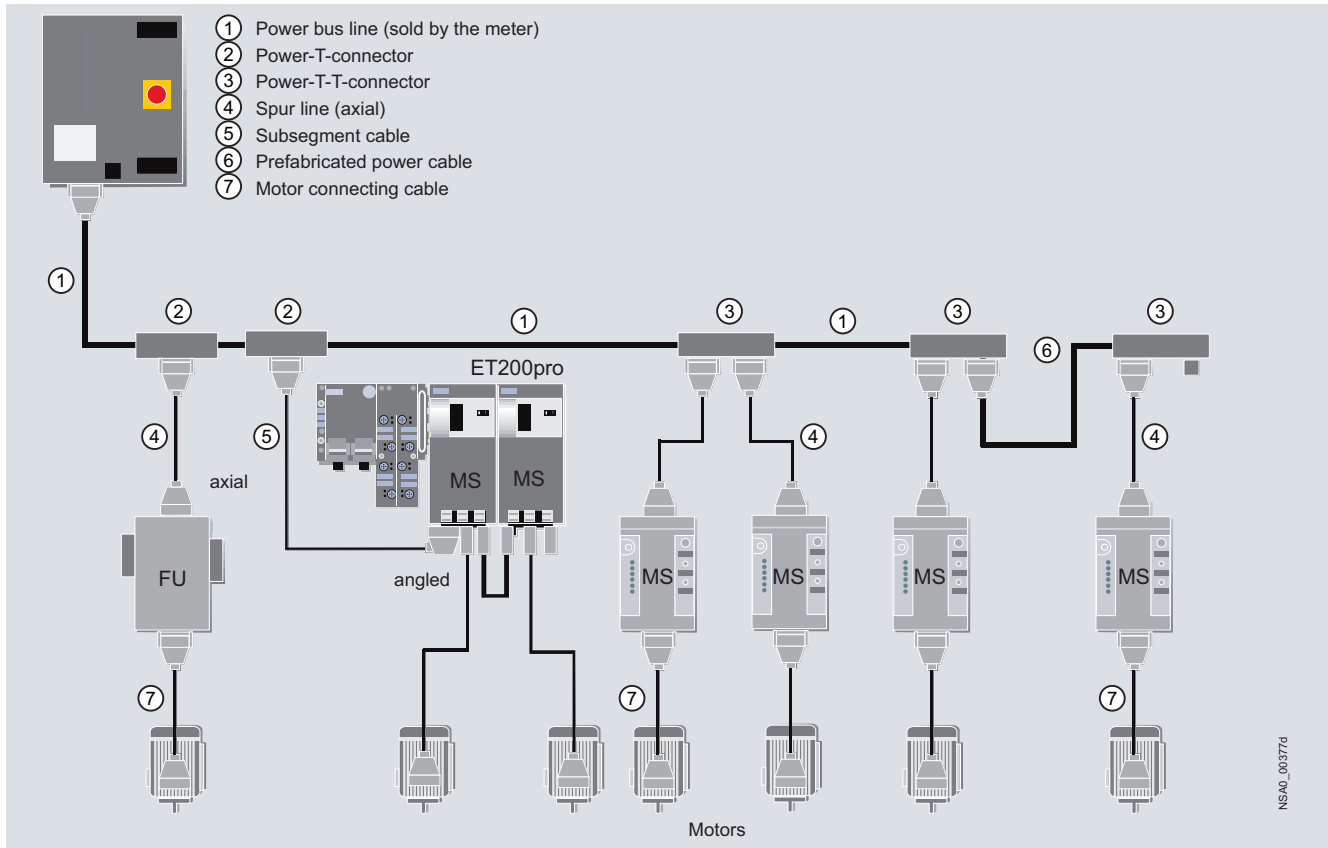 ① Power bus line (sold by the meter)
② Power-T-connector
③ Power-T-T-connector
④ Spur line (axial)
⑤ Subsegment cable
⑥ Prefabricated power cable
⑦ Motor connecting cable
①
② ② ① ③ ① ③ ③
⑥
ET200pro
④ ⑤ ④ ④
axial
MS MS
angled
FU MS MS MS MS
⑦ ⑦ ⑦
Motors
NSA0_00377d